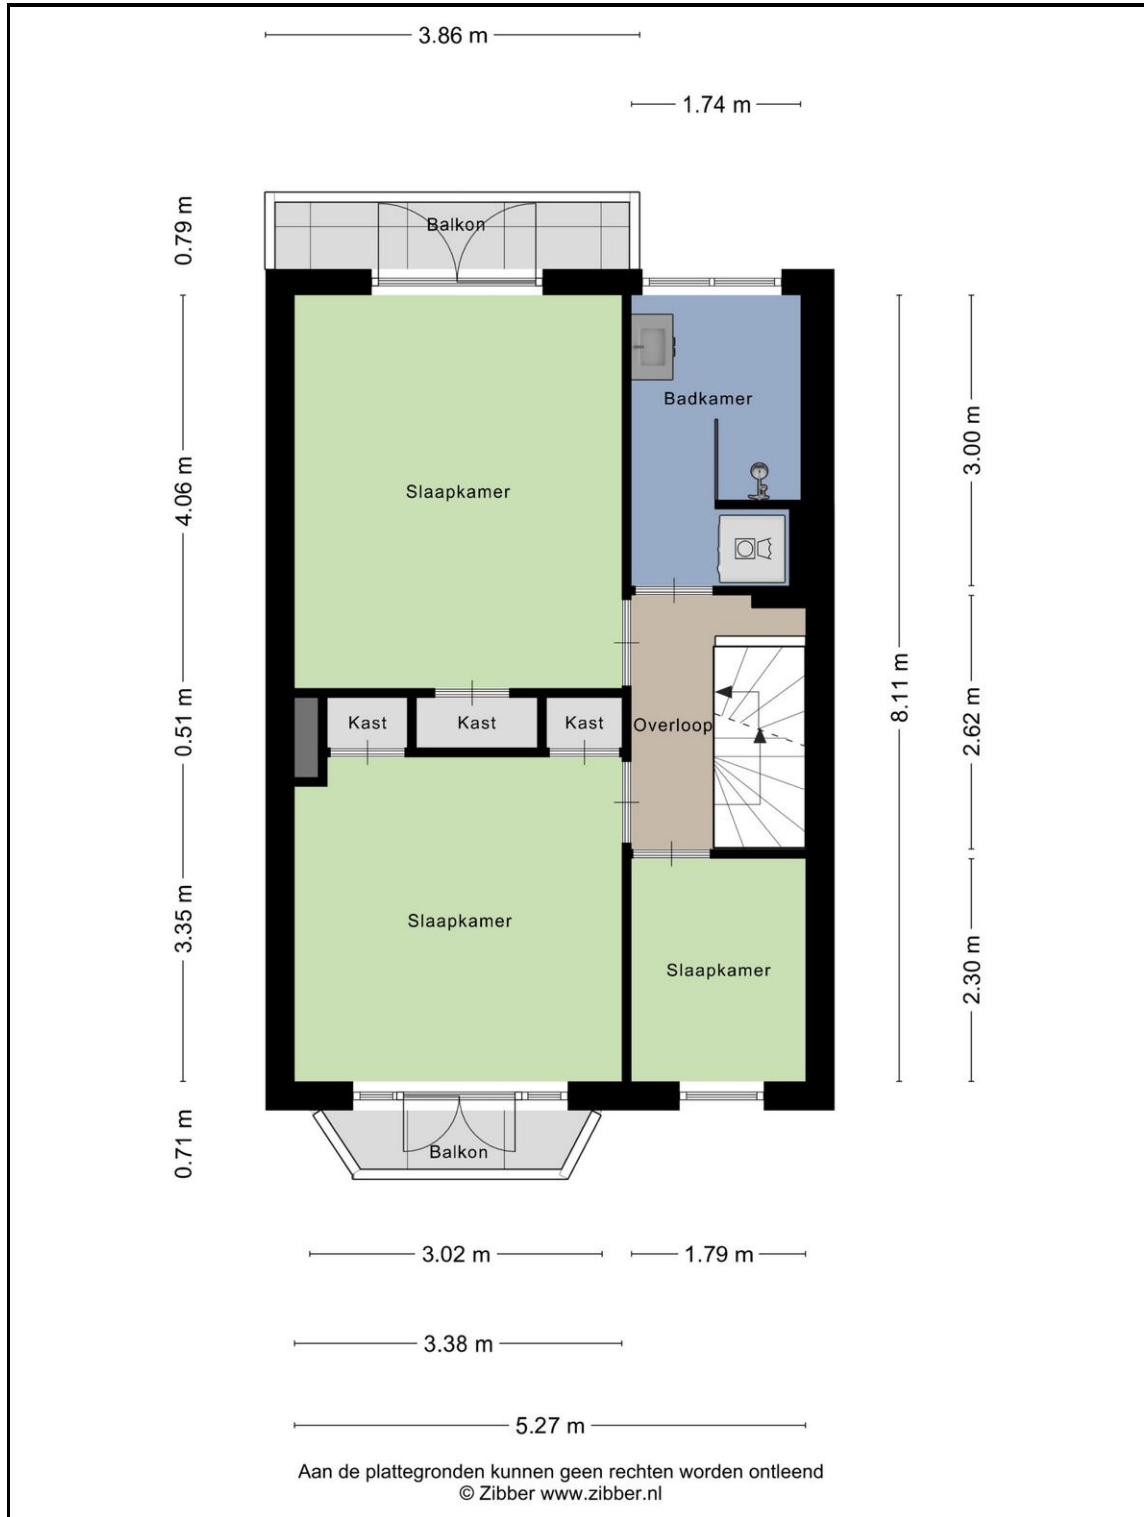 3.86 m
1.74 m
0.79 m
Balkon
4.06 m
Slaapkamer
Badkamer
3.00 m
0.51 m
Kast
Kast
Kast
Overloop
8.11 m
2.62 m
3.35 m
Slaapkamer
Slaapkamer
2.30 m
0.71 m
Balkon
3.02 m
1.79 m
3.38 m
5.27 m
Aan de plattegronden kunnen geen rechten worden ontleend
© Zibber www.zibber.nl